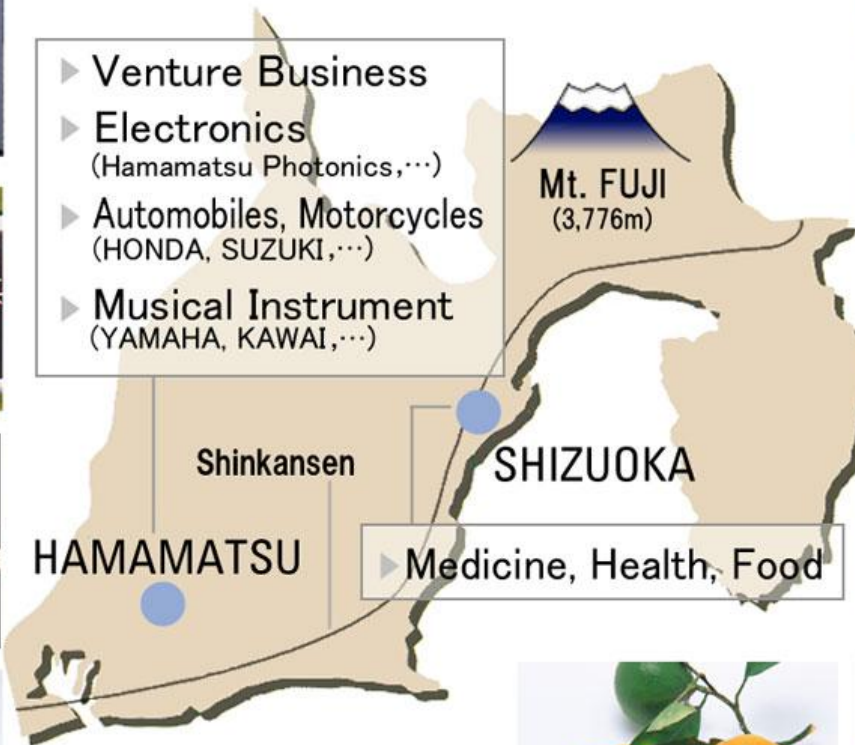 Venture Business
Electronics
(Hamamatsu Photonics,…)
Automobiles, Motorcycles
(HONDA, SUZUKI,…)
Musical Instrument
(YAMAHA, KAWAI,…)
Mt. FUJI
(3,776m)
Shinkansen
SHIZUOKA
HAMAMATSU
Medicine, Health, Food